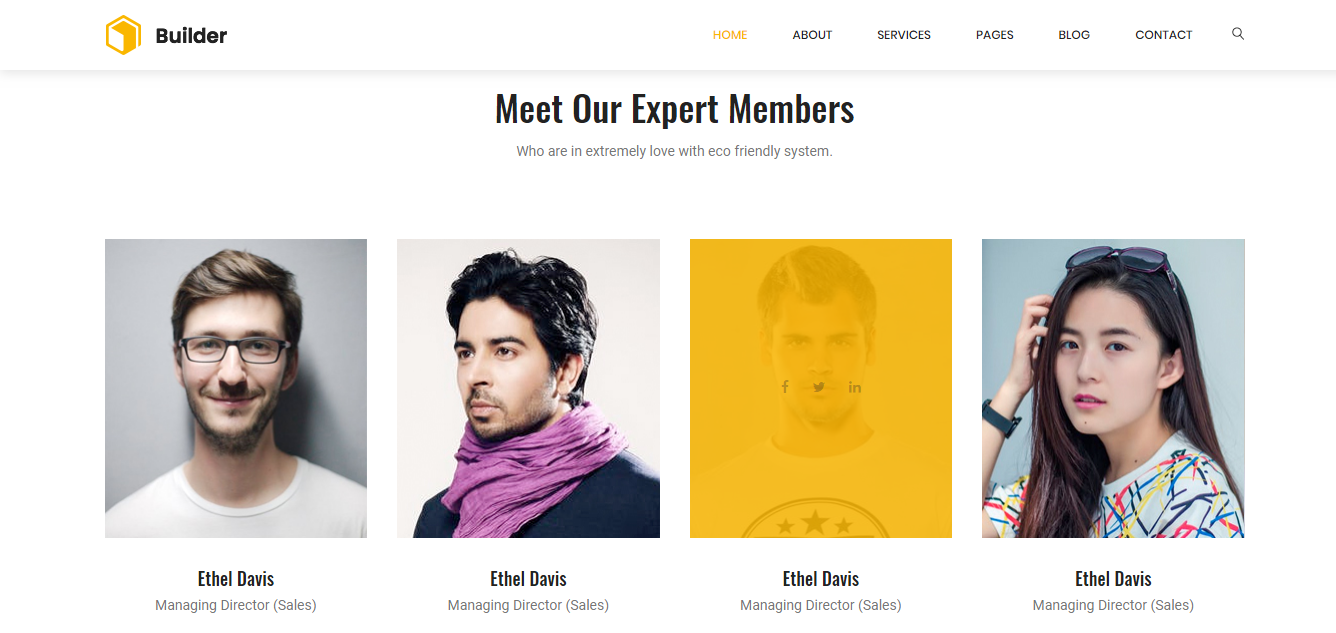 Builder
HOME ABOUT SERVICES PAGES BLOG CONTACT
Meet Our Expert Members
Who are in extremely love with eco friendly system.
f in
Ethel Davis Ethel Davis Ethel Davis Ethel Davis
Managing Director (Sales) Managing Director (Sales) Managing Director (Sales) Managing Director (Sales)